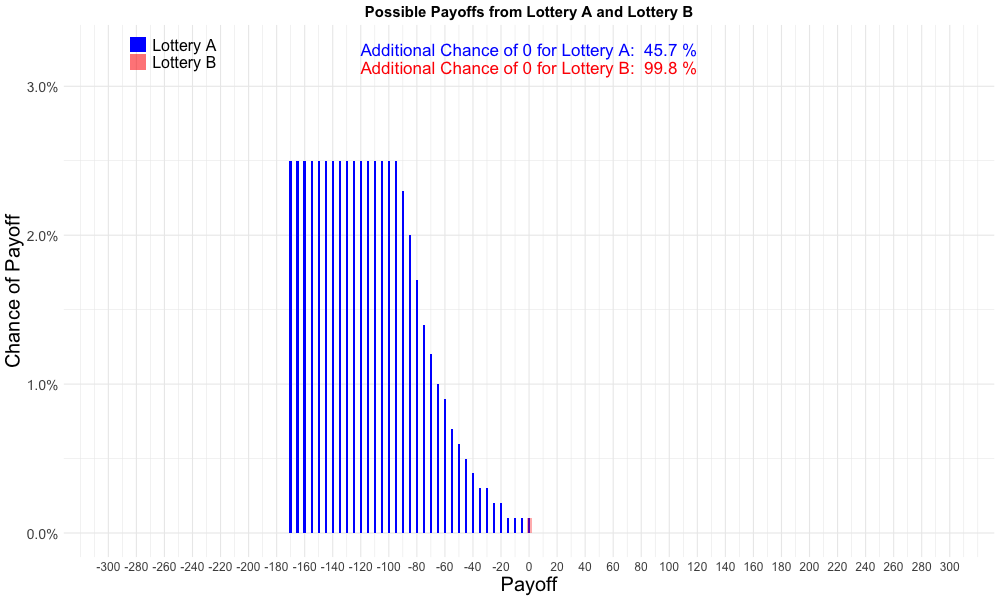 Possible Payoffs from Lottery A and Lottery B
Lottery A
Lottery B
Additional Chance of 0 for Lottery A:  45.7 %
Additional Chance of 0 for Lottery B:  99.8 %
Chance of Payoff
3.0%
2.0%
1.0%
0.0%
-300 -280 -260 -240 -220 -200 -180 -160 -140 -120 -100 -80 -60 -40 -20 0 20 40 60 80 100 120 140 160 180 200 220 240 260 280 300
Payoff